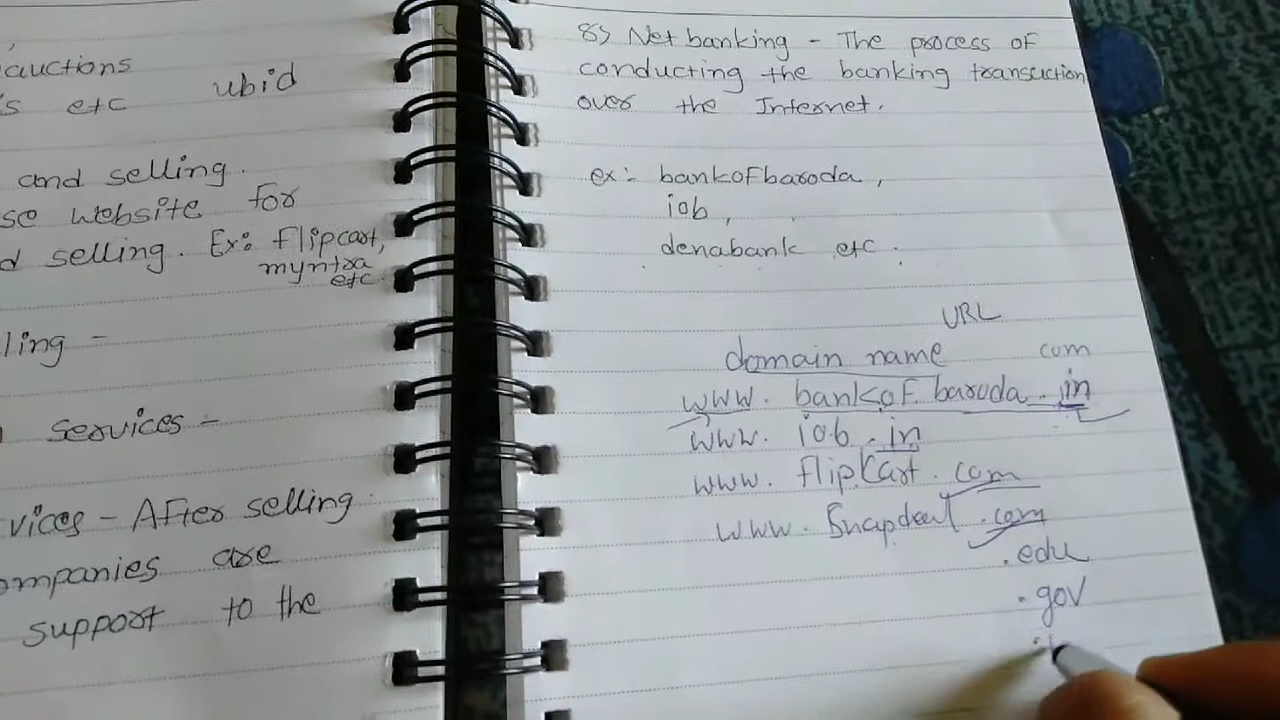 auctions
's etc ubid
and selling.
se website for
d selling. Ex: flipcart,
myntra
etc.
ling -
services -
vices - After selling
ompanies are
support to the
8) Net banking - The process of
conducting the banking transaction
over the Internet.
ex:- bankofbaroda,
iob,
denabank etc.
URL
domain name com
www. bankof baroda.in
www. iob.in
www. flipkart.com
www. Snapdeal.com
.edu
.gov